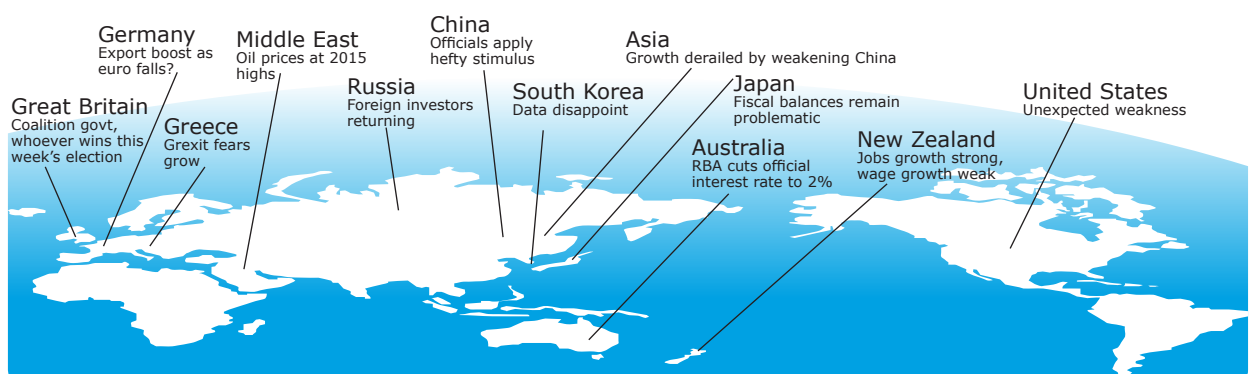 Germany
Export boost as
euro falls?
Middle East
Oil prices at 2015
highs
China
Officials apply
hefty stimulus
Asia
Growth derailed by weakening China
Great Britain
Coalition govt,
whoever wins this
week's election
Greece
Grexit fears
grow
Russia
Foreign investors
returning
South Korea
Data disappoint
Japan
Fiscal balances remain
problematic
United States
Unexpected weakness
Australia
RBA cuts official
interest rate to 2%
New Zealand
Jobs growth strong,
wage growth weak